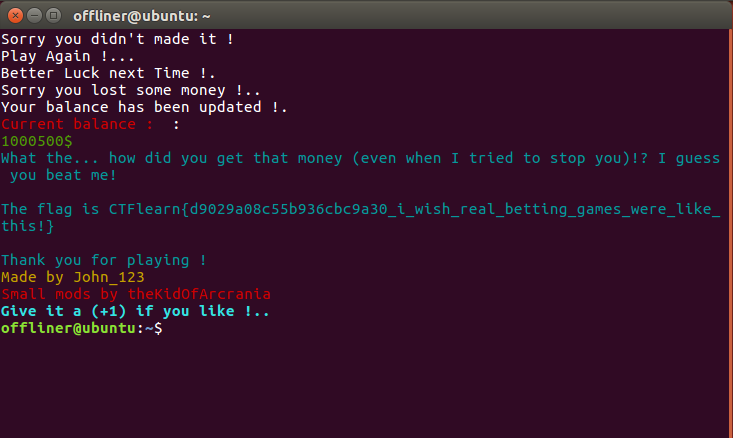 offliner@ubuntu: ~
Sorry you didn't made it !
Play Again !...
Better Luck next Time !.
Sorry you lost some money !..
Your balance has been updated !.
Current balance :  :
1000500$
What the... how did you get that money (even when I tried to stop you)!? I guess
 you beat me!
The flag is CTFlearn{d9029a08c55b936cbc9a30_i_wish_real_betting_games_were_like_
this!}
Thank you for playing !
Made by John_123
Small mods by theKidOfArcrania
Give it a (+1) if you like !..
offliner@ubuntu:~$